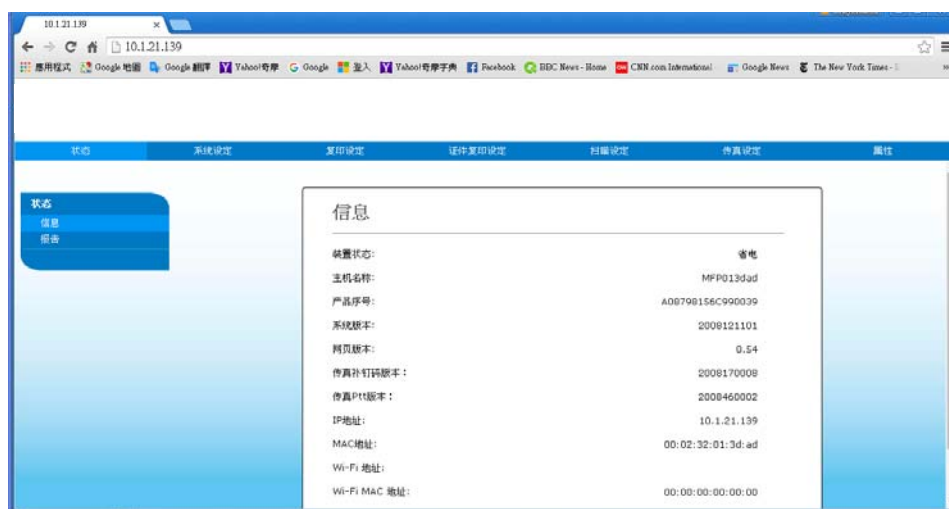 10.1.21.139
10.1.21.139
應用程式 Google 地圖 Google 翻譯 Yahoo!奇摩 Google 登入 Yahoo!奇摩字典 Facebook BBC News - Home CNN.com International Google News The New York Times -
状态 系统设定 复印设定 证件复印设定 扫瞄设定 传真设定 属性
状态
信息
报告
信息
装置状态: 省电
主机名称: MFP013dad
产品序号: A08798156C990039
系统版本: 2008121101
网页版本: 0.54
传真补钉码版本： 2008170008
传真Ptt版本： 2008460002
IP地址: 10.1.21.139
MAC地址: 00:02:32:01:3d:ad
Wi-Fi 地址:
Wi-Fi MAC 地址: 00:00:00:00:00:00